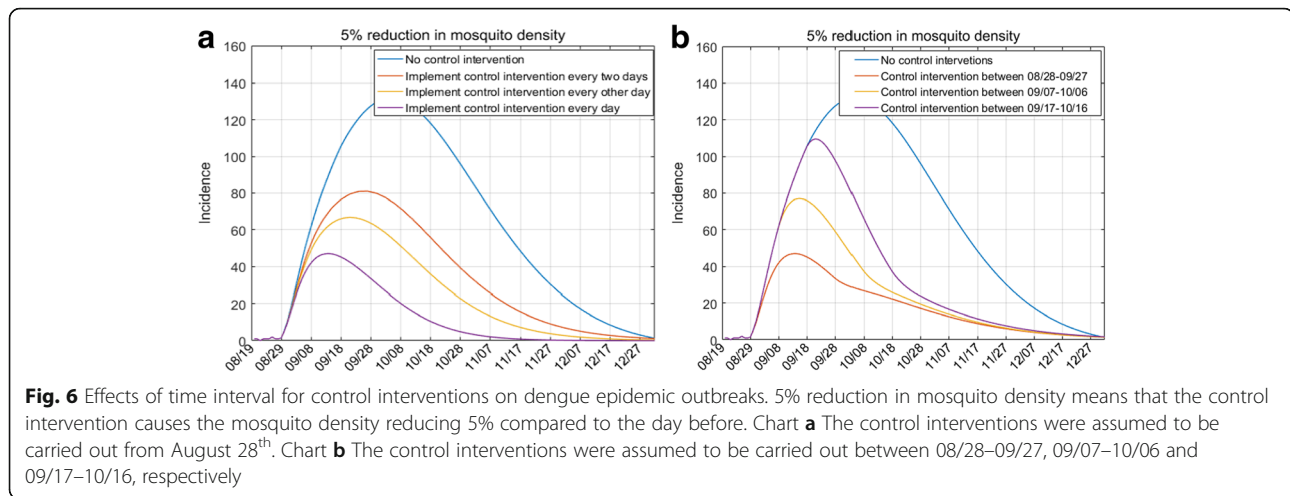 a
5% reduction in mosquito density
160
140
120
100
80
60
40
20
0
Incidence
No control intervention
Implement control intervention every two days
Implement control intervention every other day
Implement control intervention every day
08/19
08/29
09/08
09/18
09/28
10/08
10/18
10/28
11/07
11/17
11/27
12/07
12/17
12/27
b
5% reduction in mosquito density
160
140
120
100
80
60
40
20
0
Incidence
No control intervetions
Control intervention between 08/28-09/27
Control intervention between 09/07-10/06
Control intervention between 09/17-10/16
08/19
08/29
09/08
09/18
09/28
10/08
10/18
10/28
11/07
11/17
11/27
12/07
12/17
12/27
Fig. 6 Effects of time interval for control interventions on dengue epidemic outbreaks. 5% reduction in mosquito density means that the control
intervention causes the mosquito density reducing 5% compared to the day before. Chart a The control interventions were assumed to be
carried out from August 28th. Chart b The control interventions were assumed to be carried out between 08/28–09/27, 09/07–10/06 and
09/17–10/16, respectively